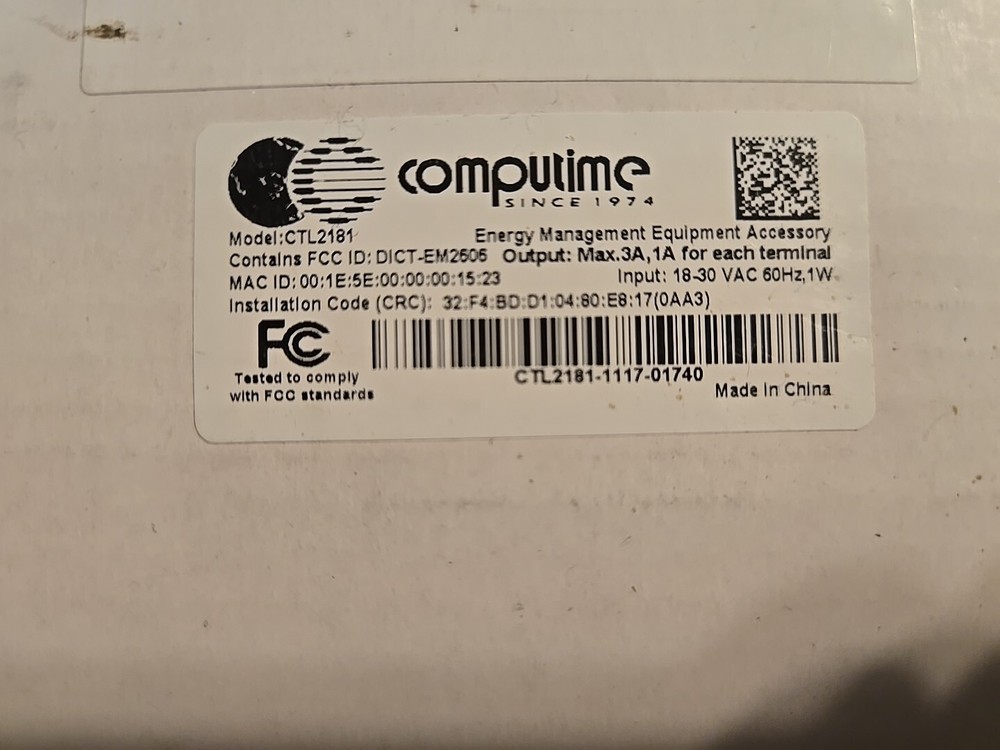 computime
SINCE 1974
Model:CTL2181 Energy Management Equipment Accessory
Contains FCC ID: DICT-EM2606 Output: Max.3A,1A for each terminal
MAC ID: 00:1E:5E:00:00:00:15:23 Input: 18-30 VAC 60Hz,1W
Installation Code (CRC): 32:F4:BD:D1:04:80:E8:17(0AA3)
FC
Tested to comply
with FCC standards
CTL2181-1117-01740
Made in China